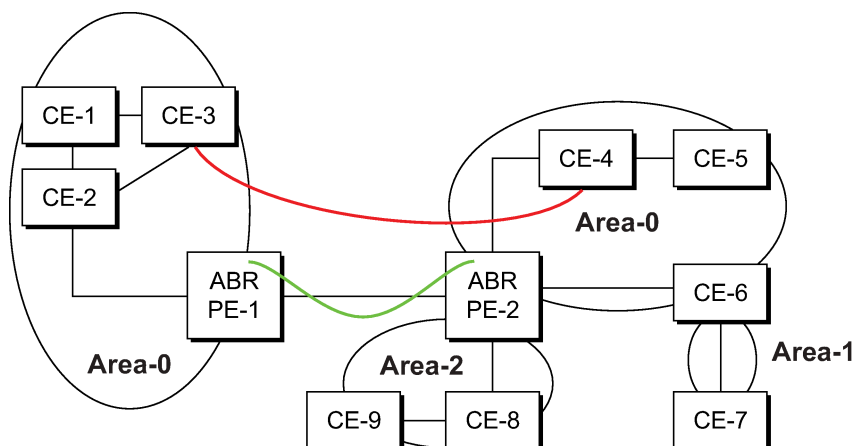 CE-1
CE-3
CE-2
CE-4
CE-5
Area-0
ABR
PE-1
ABR
PE-2
CE-6
Area-0
Area-2
Area-1
CE-9
CE-8
CE-7